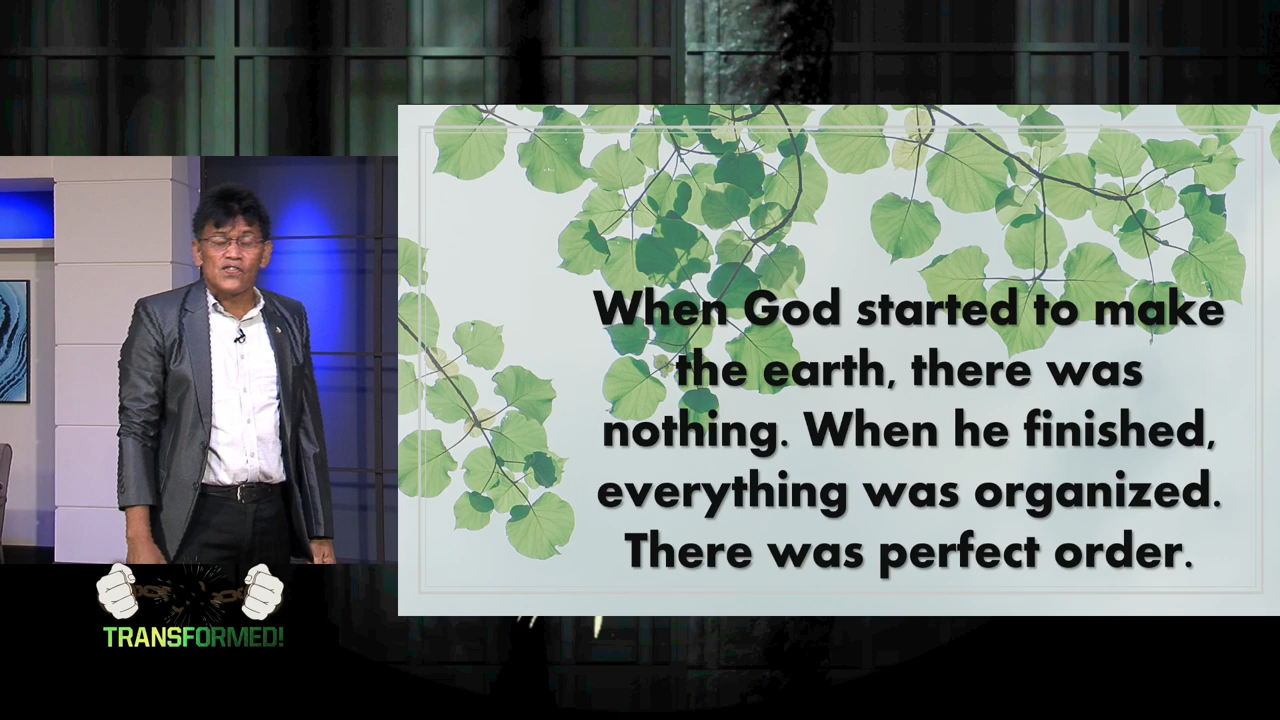 When God started to make
the earth, there was
nothing. When he finished,
everything was organized.
There was perfect order.
TRANSFORMED!